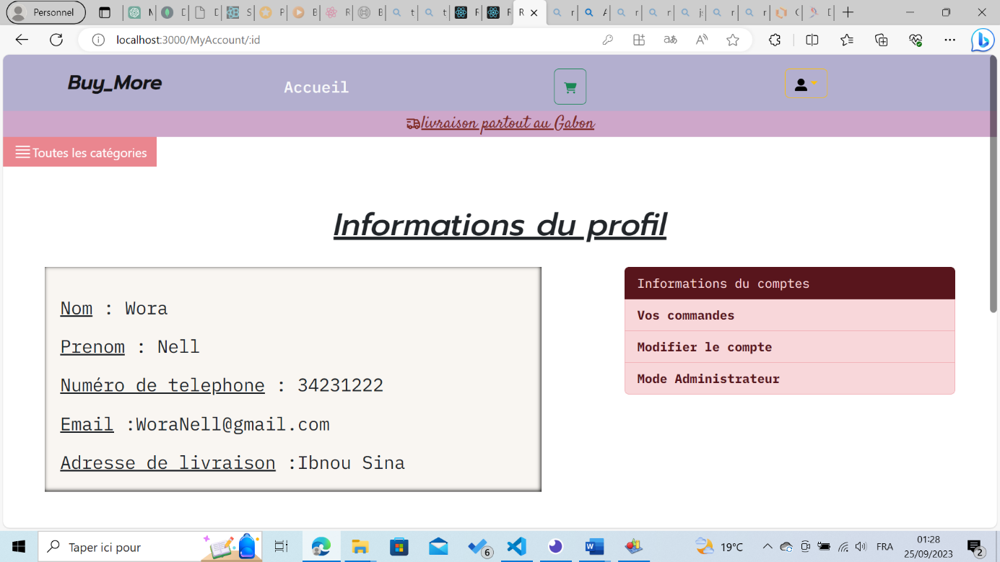 Personnel
localhost:3000/MyAccount/:id
Buy_More
Accueil
livraison partout au Gabon
Toutes les catégories
Informations du profil
Nom : Wora
Prenom : Nell
Numéro de telephone : 34231222
Email :WoraNell@gmail.com
Adresse de livraison :Ibnou Sina
Informations du comptes
Vos commandes
Modifier le compte
Mode Administrateur
Taper ici pour
6
19°C
FRA
01:28
25/09/2023
2